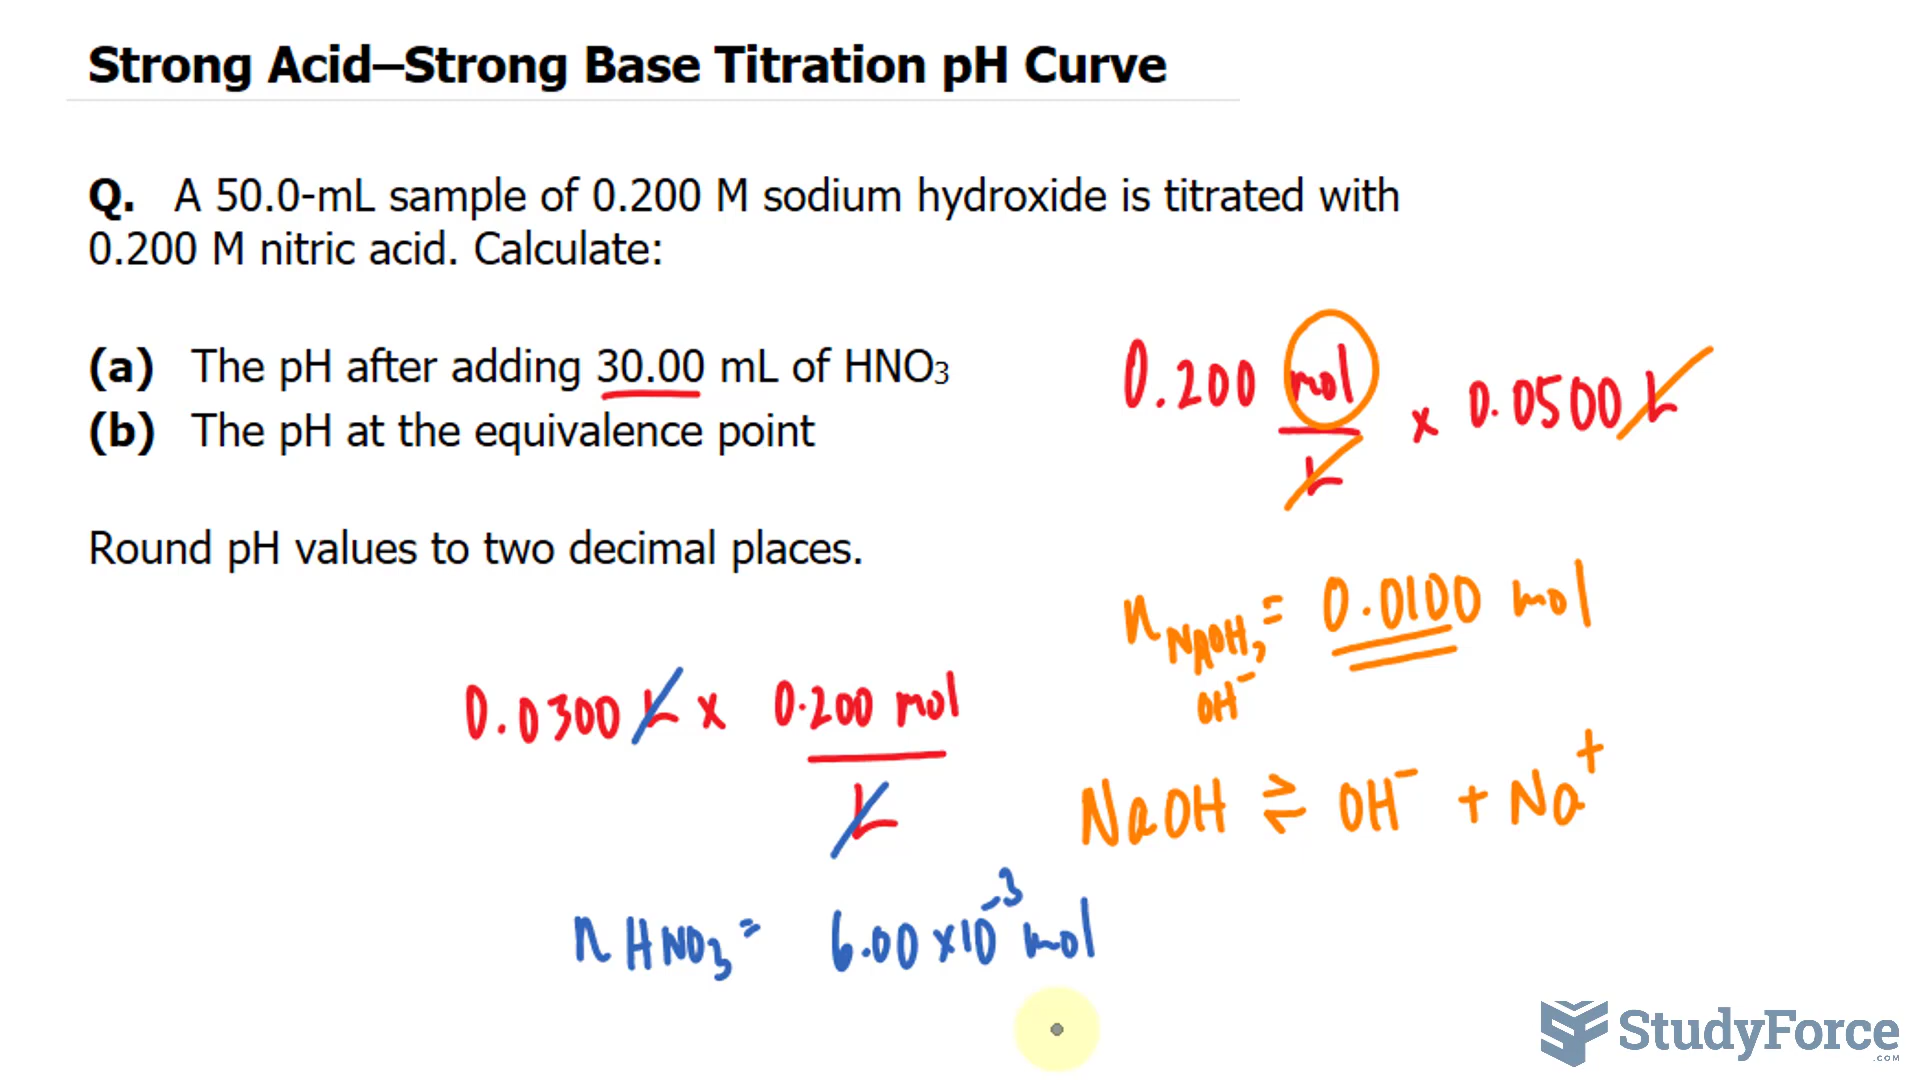 Strong Acid—Strong Base Titration pH Curve
Q. A 50.0-mL sample of 0.200 M sodium hydroxide is titrated with
0.200 M nitric acid. Calculate:
(a) The pH after adding 30.00 mL of HNO₃
(b) The pH at the equivalence point
Round pH values to two decimal places.
0.200 mol/L × 0.0500 L
n NaOH, OH⁻ = 0.0100 mol
0.0300 L × 0.200 mol/L
NaOH ⇌ OH⁻ + Na⁺
n HNO₃ = 6.00 × 10⁻³ mol
StudyForce
.COM